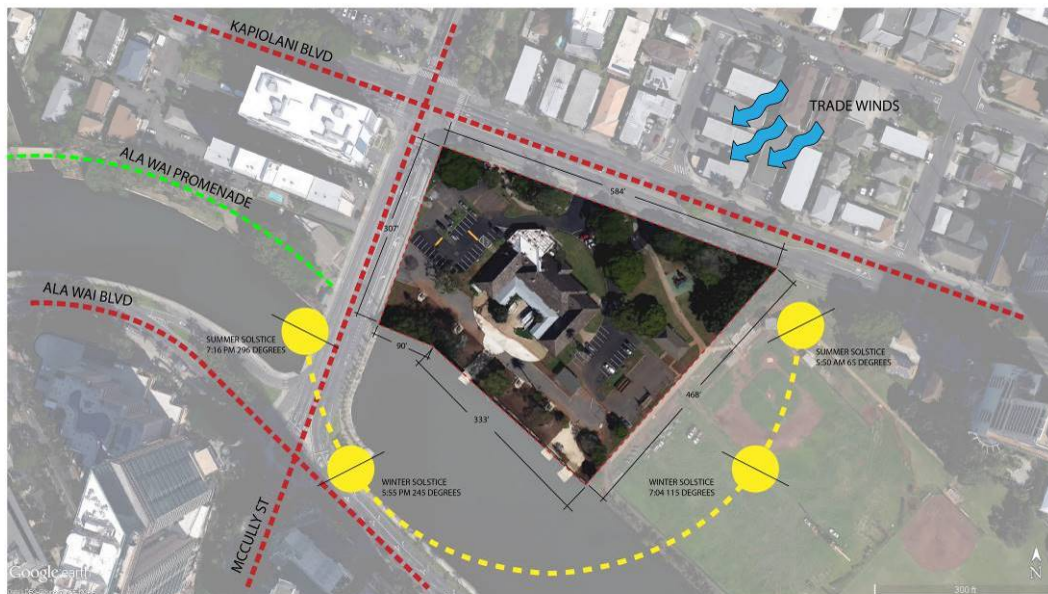 KAPIOLANI BLVD
TRADE WINDS
ALA WAI PROMENADE
584'
307'
ALA WAI BLVD
SUMMER SOLSTICE
7:16 PM 296 DEGREES
90'
SUMMER SOLSTICE
5:50 AM 65 DEGREES
468'
333'
WINTER SOLSTICE
5:55 PM 245 DEGREES
WINTER SOLSTICE
7:04 115 DEGREES
MCCULLY ST
Google earth
N
300 ft